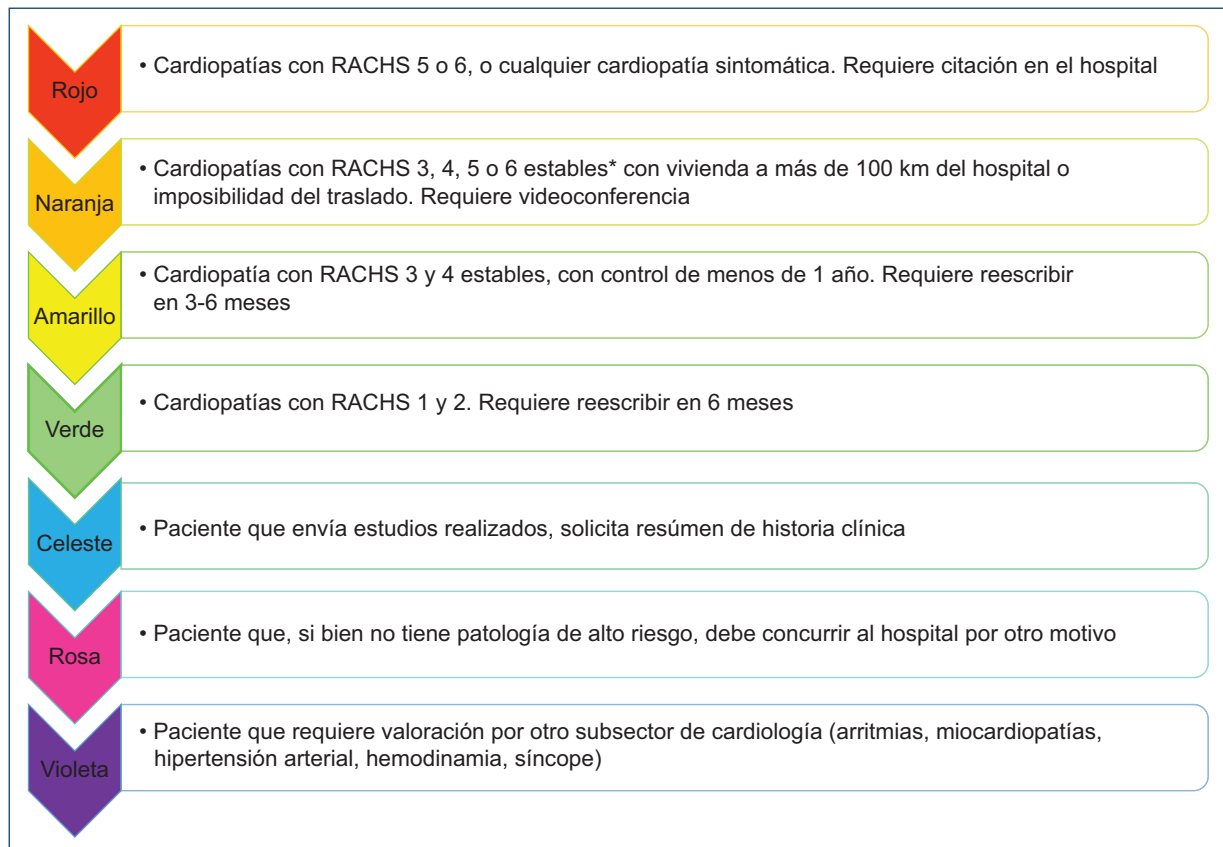 Rojo
• Cardiopatías con RACHS 5 o 6, o cualquier cardiopatía sintomática. Requiere citación en el hospital
Naranja
• Cardiopatías con RACHS 3, 4, 5 o 6 estables* con vivienda a más de 100 km del hospital o
imposibilidad del traslado. Requiere videoconferencia
Amarillo
• Cardiopatía con RACHS 3 y 4 estables, con control de menos de 1 año. Requiere reescribir
en 3-6 meses
Verde
• Cardiopatías con RACHS 1 y 2. Requiere reescribir en 6 meses
Celeste
• Paciente que envía estudios realizados, solicita resúmen de historia clínica
Rosa
• Paciente que, si bien no tiene patología de alto riesgo, debe concurrir al hospital por otro motivo
Violeta
• Paciente que requiere valoración por otro subsector de cardiología (arritmias, miocardiopatías,
hipertensión arterial, hemodinamia, síncope)